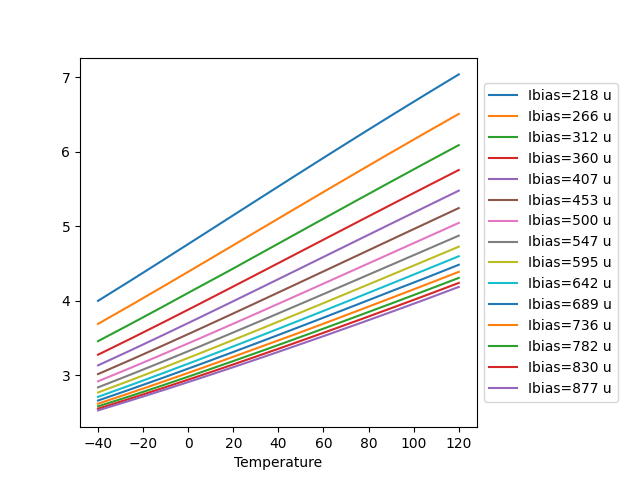 7
6
5
4
3
−40 −20 0 20 40 60 80 100 120
Temperature
Ibias=218 u
Ibias=266 u
Ibias=312 u
Ibias=360 u
Ibias=407 u
Ibias=453 u
Ibias=500 u
Ibias=547 u
Ibias=595 u
Ibias=642 u
Ibias=689 u
Ibias=736 u
Ibias=782 u
Ibias=830 u
Ibias=877 u